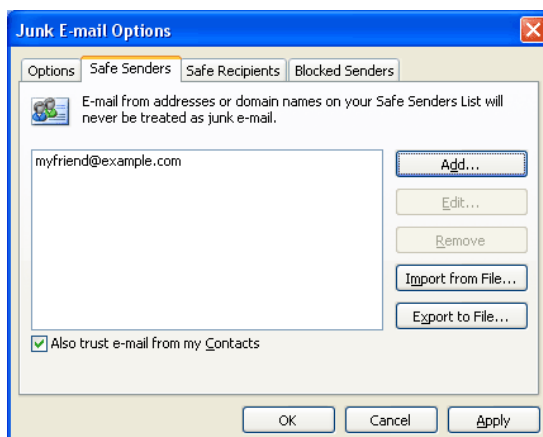 Junk E-mail Options
Options Safe Senders Safe Recipients Blocked Senders
E-mail from addresses or domain names on your Safe Senders List will
never be treated as junk e-mail.
myfriend@example.com
Add...
Edit...
Remove
Import from File...
Export to File...
Also trust e-mail from my Contacts
OK Cancel Apply